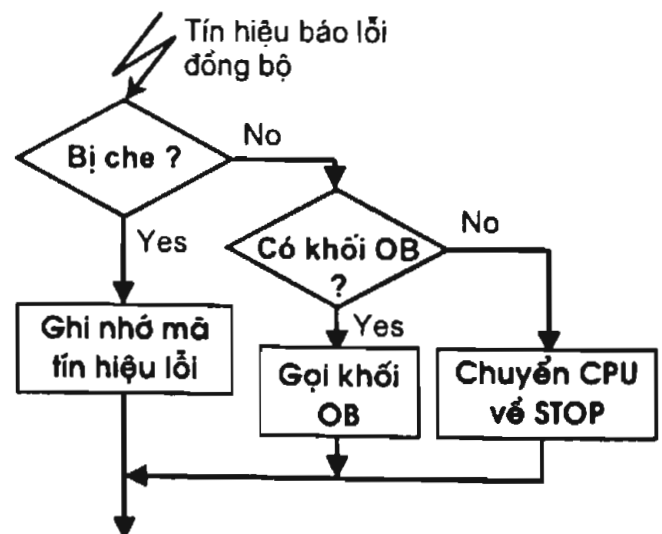 Tín hiệu báo lỗi
đồng bộ
Bị che ?
No
Yes
Có khối OB
?
No
Yes
Ghi nhớ mã
tín hiệu lỗi
Gọi khối
OB
Chuyển CPU
về STOP